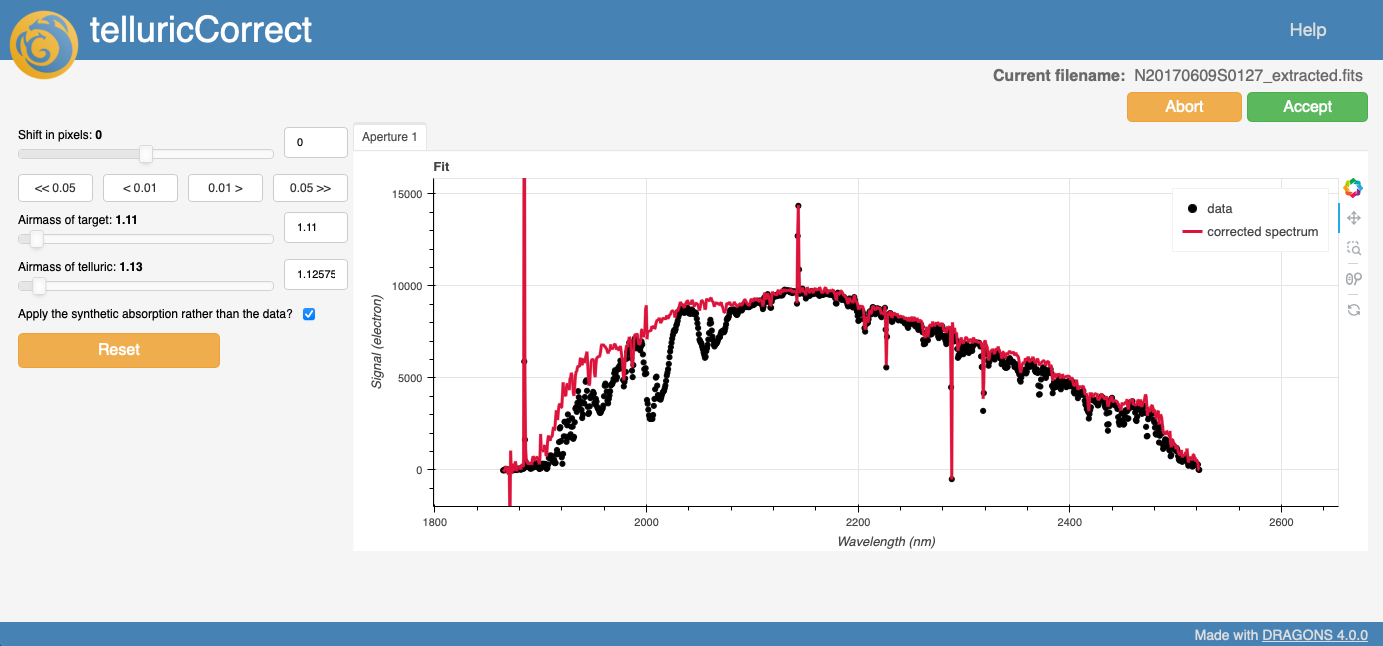 telluricCorrect
Help
Current filename: N20170609S0127_extracted.fits
Abort
Accept
Shift in pixels: 0
0
<< 0.05
< 0.01
0.01 >
0.05 >>
Airmass of target: 1.11
1.11
Airmass of telluric: 1.13
1.12575
Apply the synthetic absorption rather than the data?
Reset
Aperture 1
Fit
15000
10000
5000
0
Signal (electron)
data
corrected spectrum
1800
2000
2200
2400
2600
Wavelength (nm)
Made with DRAGONS 4.0.0